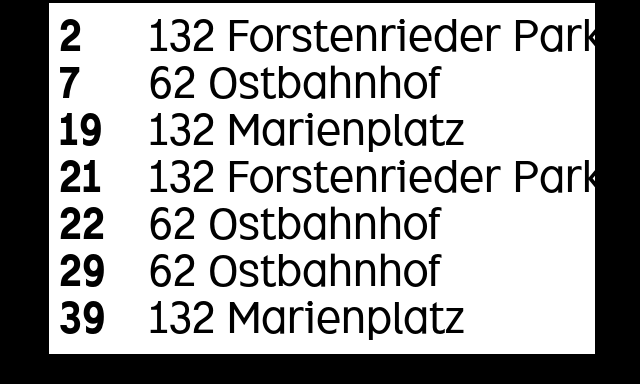 2 132 Forstenrieder Park
7 62 Ostbahnhof
19 132 Marienplatz
21 132 Forstenrieder Park
22 62 Ostbahnhof
29 62 Ostbahnhof
39 132 Marienplatz